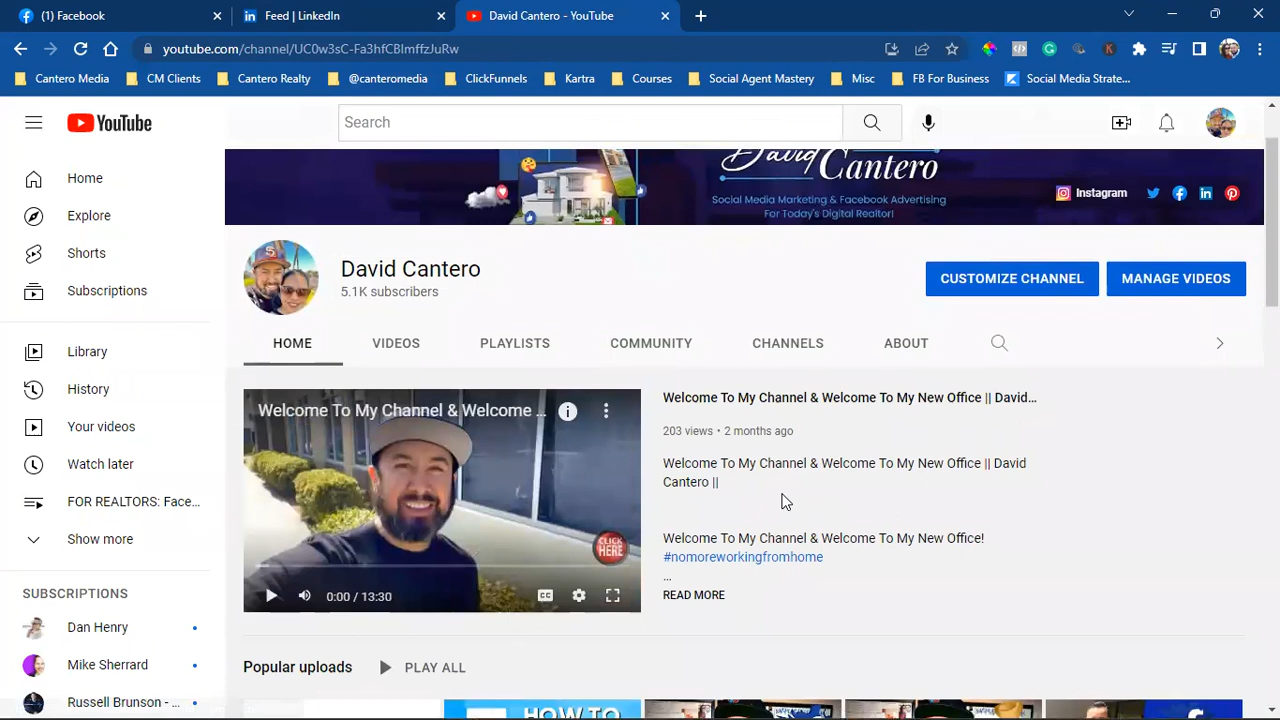 (1) Facebook
Feed | LinkedIn
David Cantero - YouTube
youtube.com/channel/UC0w3sC-Fa3hfCBlmffzJuRw
Cantero Media
CM Clients
Cantero Realty
@canteromedia
ClickFunnels
Kartra
Courses
Social Agent Mastery
Misc
FB For Business
Social Media Strate...
YouTube
Search
Home
Explore
Shorts
Subscriptions
Library
History
Your videos
Watch later
FOR REALTORS: Face...
Show more
SUBSCRIPTIONS
Dan Henry
Mike Sherrard
Russell Brunson - ...
David Cantero
Social Media Marketing & Facebook Advertising
For Today's Digital Realtor!
Instagram
David Cantero
5.1K subscribers
CUSTOMIZE CHANNEL
MANAGE VIDEOS
HOME
VIDEOS
PLAYLISTS
COMMUNITY
CHANNELS
ABOUT
Welcome To My Channel & Welcome ...
CLICK
HERE
0:00 / 13:30
Welcome To My Channel & Welcome To My New Office || David...
203 views • 2 months ago
Welcome To My Channel & Welcome To My New Office || David
Cantero ||
Welcome To My Channel & Welcome To My New Office!
#nomoreworkingfromhome
...
READ MORE
Popular uploads
PLAY ALL
HOW TO